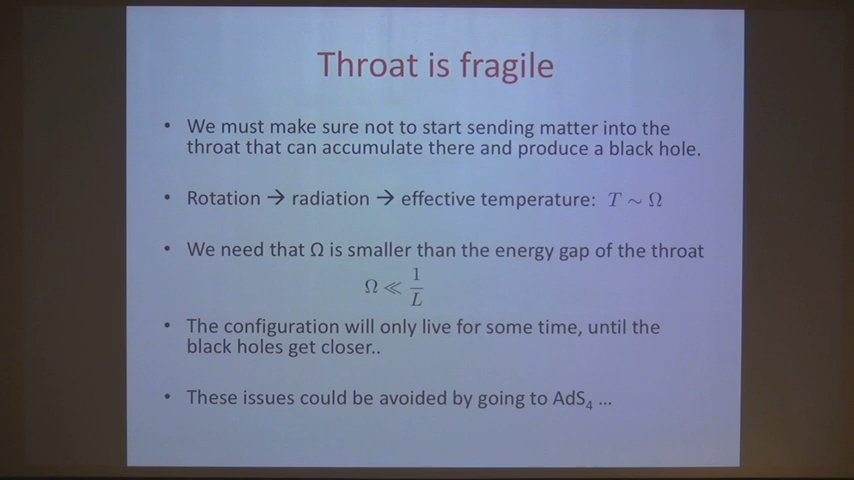 Throat is fragile
• We must make sure not to start sending matter into the
throat that can accumulate there and produce a black hole.
• Rotation → radiation → effective temperature: T ∼ Ω
• We need that Ω is smaller than the energy gap of the throat
Ω ≪ 1/L
• The configuration will only live for some time, until the
black holes get closer..
• These issues could be avoided by going to AdS₄ ...